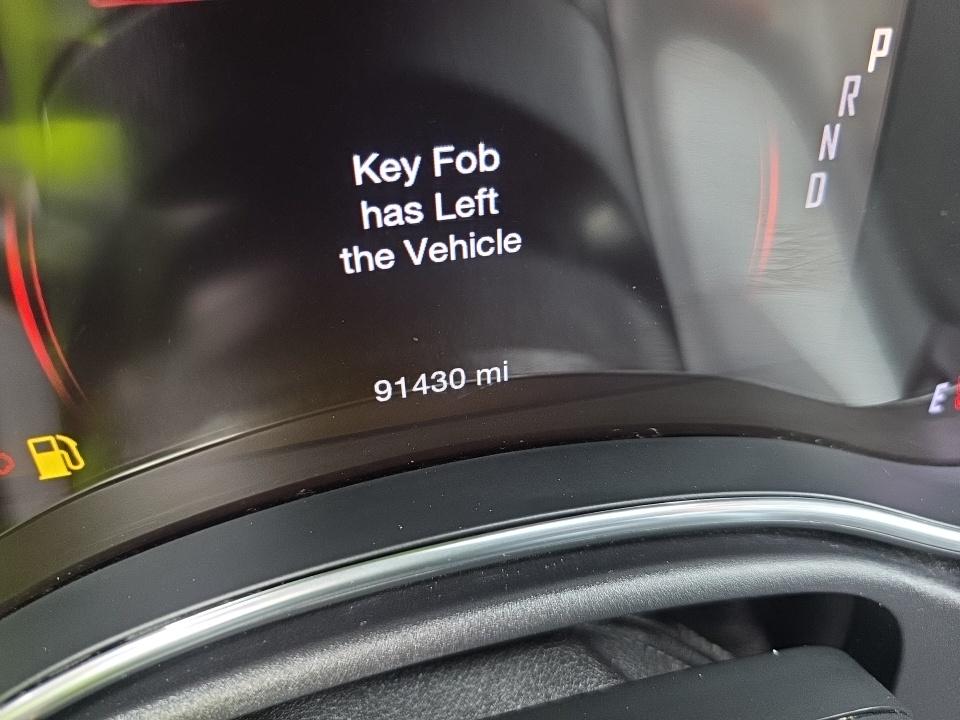 Key Fob
has Left
the Vehicle
91430 mi
P
R
N
D
E